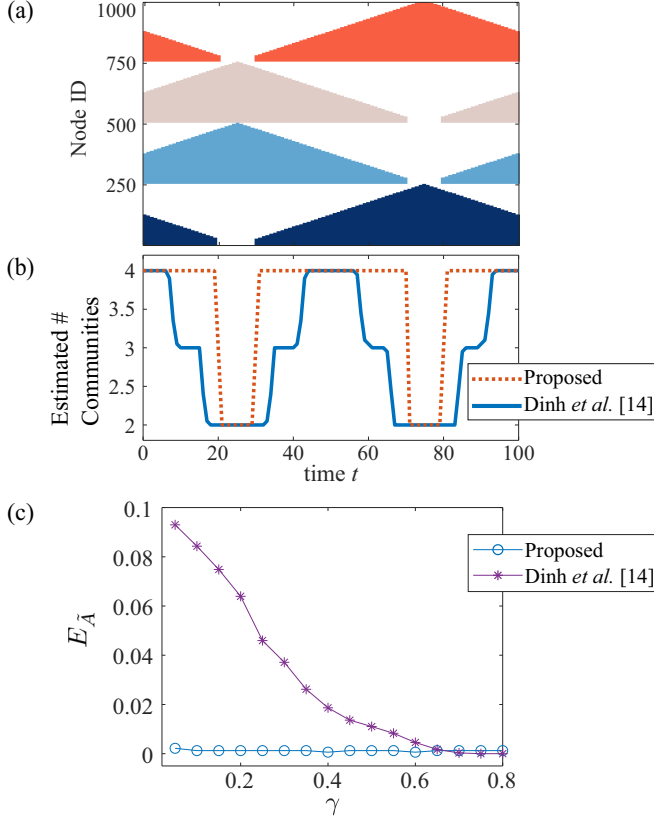 (a)
1000
750
500
250
Node ID
(b)
4
3.5
3
2.5
2
Estimated #
Communities
Proposed
Dinh et al. [14]
0 20 40 60 80 100
time t
(c)
0.1
0.08
0.06
0.04
0.02
0
E_Ã
Proposed
Dinh et al. [14]
0.2 0.4 0.6 0.8
γ